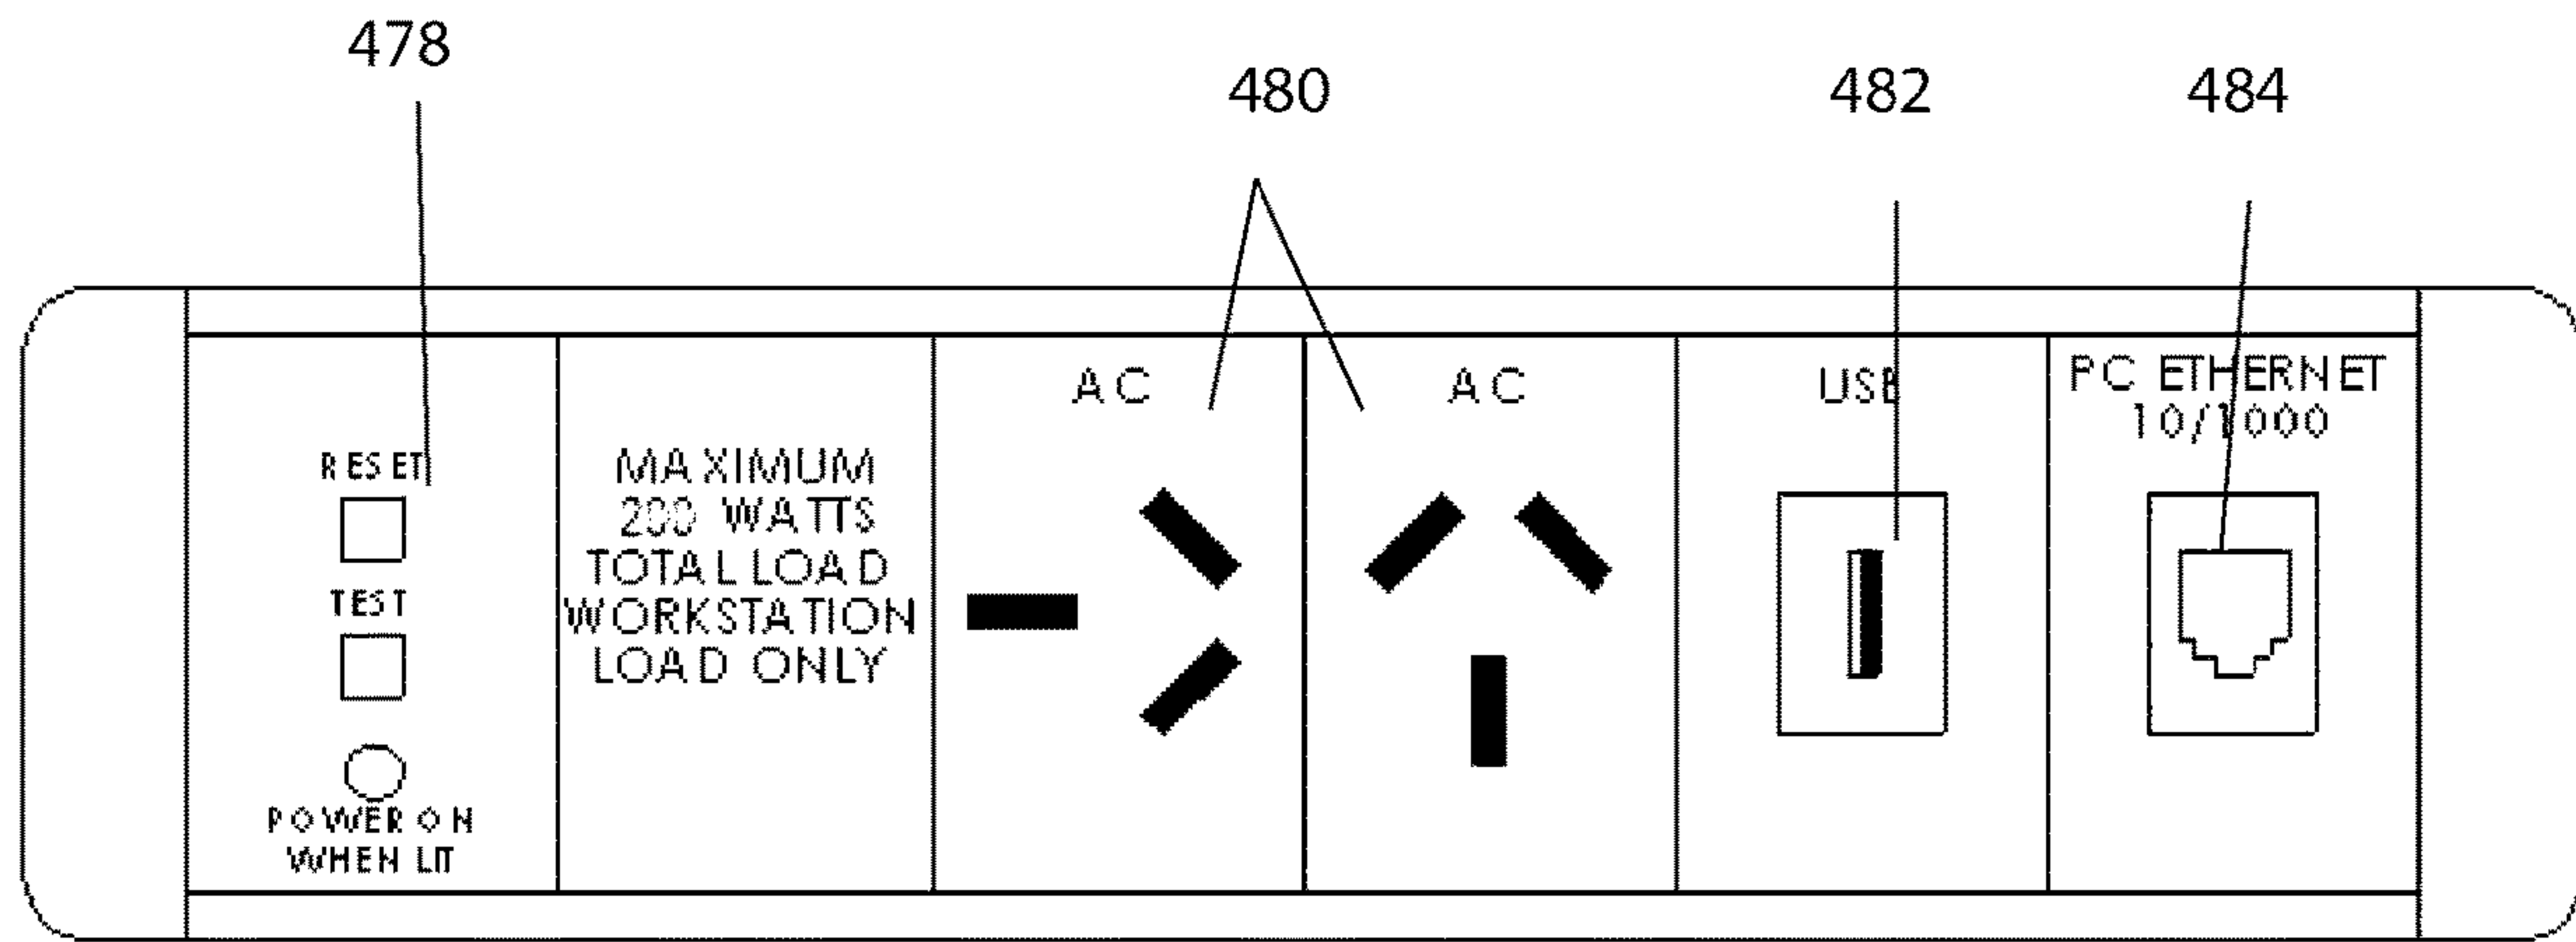 478
480
482
484
RESET
TEST
POWER ON
WHEN LIT
MAXIMUM
200 WATTS
TOTAL LOAD
WORKSTATION
LOAD ONLY
AC
AC
USB
PC ETHERNET
10/1000